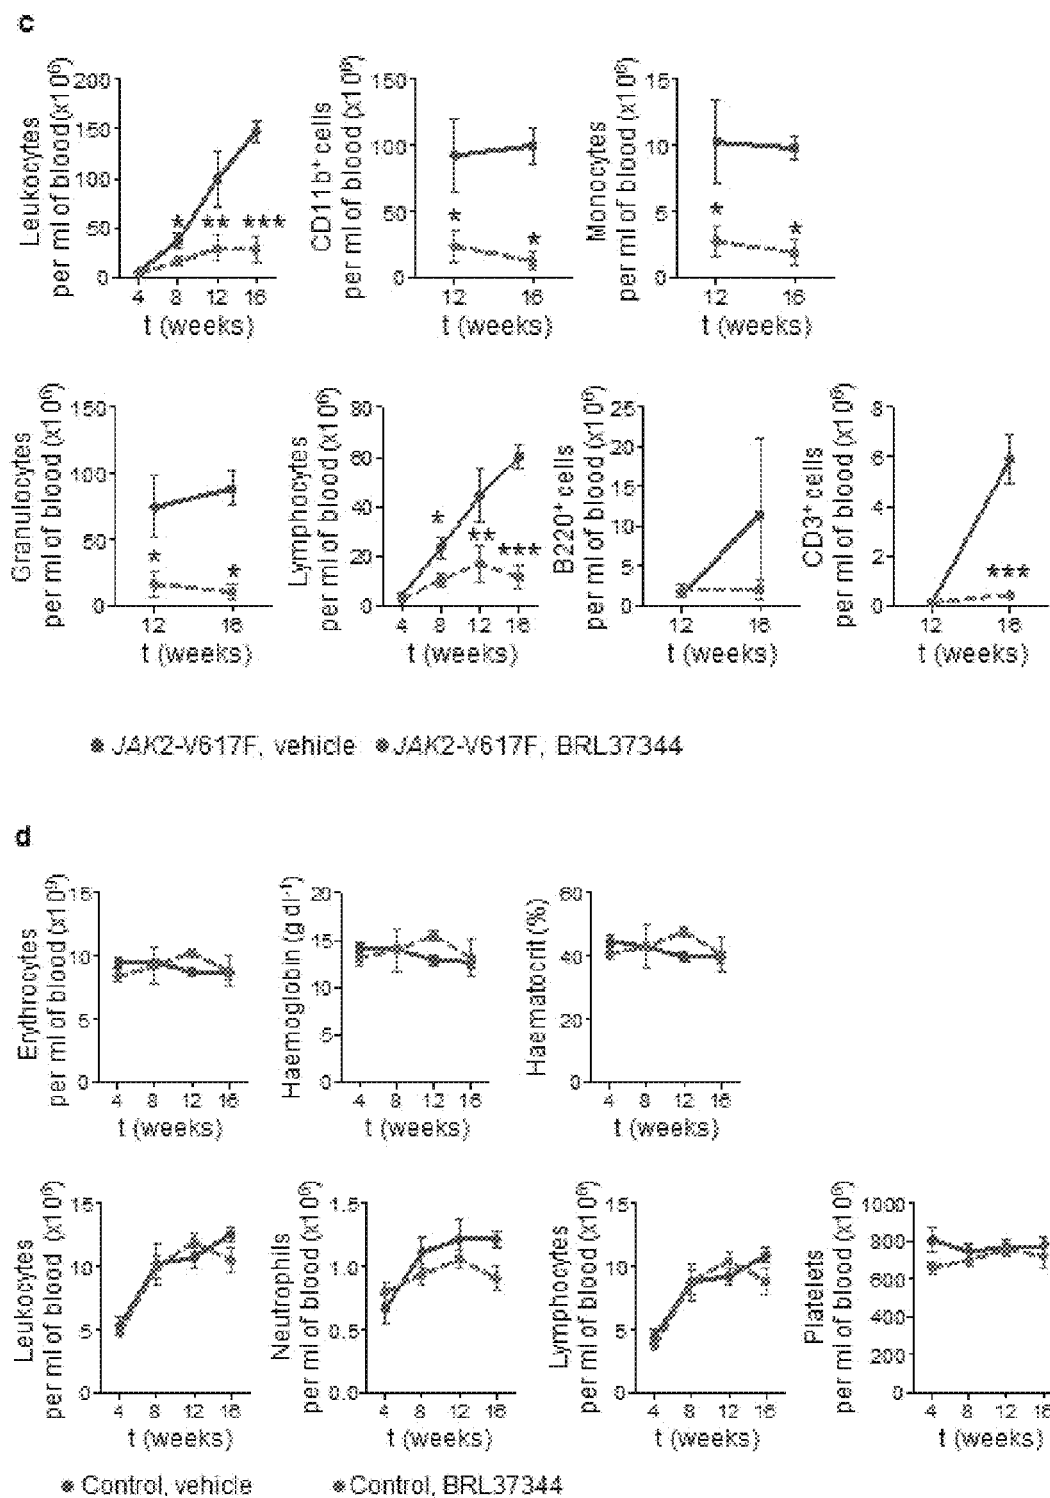 c
Leukocytes
per ml of blood (x10⁶)
200
150
100
50
0
4 8 12 16
t (weeks)
* ** ***
CD11b⁺ cells
per ml of blood (x10⁶)
150
100
50
0
12 16
t (weeks)
* *
Monocytes
per ml of blood (x10⁶)
15
10
5
0
12 16
t (weeks)
* *
Granulocytes
per ml of blood (x10⁶)
150
100
50
0
12 16
t (weeks)
* *
Lymphocytes
per ml of blood (x10⁶)
80
60
40
20
0
4 8 12 16
t (weeks)
* ** ***
B220⁺ cells
per ml of blood (x10⁶)
25
20
15
10
5
0
12 16
t (weeks)
CD3⁺ cells
per ml of blood (x10⁶)
8
6
4
2
0
12 16
t (weeks)
***
JAK2-V617F, vehicle JAK2-V617F, BRL37344
d
Erythrocytes
per ml of blood (x10⁹)
15
10
5
0
4 8 12 16
t (weeks)
Haemoglobin (g dl⁻¹)
20
15
10
5
0
4 8 12 16
t (weeks)
Haematocrit (%)
60
40
20
0
4 8 12 16
t (weeks)
Leukocytes
per ml of blood (x10⁶)
15
10
5
0
4 8 12 16
t (weeks)
Neutrophils
per ml of blood (x10⁶)
1.5
1.0
0.5
0.0
4 8 12 16
t (weeks)
Lymphocytes
per ml of blood (x10⁶)
15
10
5
0
4 8 12 16
t (weeks)
Platelets
per ml of blood (x10⁶)
1000
800
600
400
200
0
4 8 12 16
t (weeks)
Control, vehicle Control, BRL37344